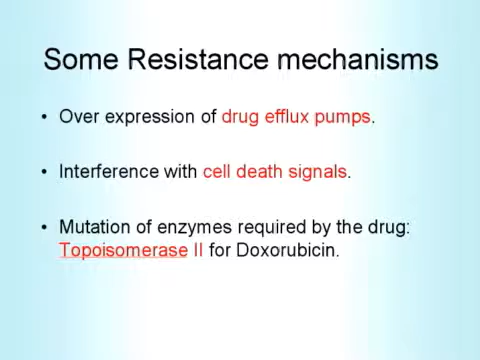 Some Resistance mechanisms
• Over expression of drug efflux pumps.
• Interference with cell death signals.
• Mutation of enzymes required by the drug:
Topoisomerase II for Doxorubicin.